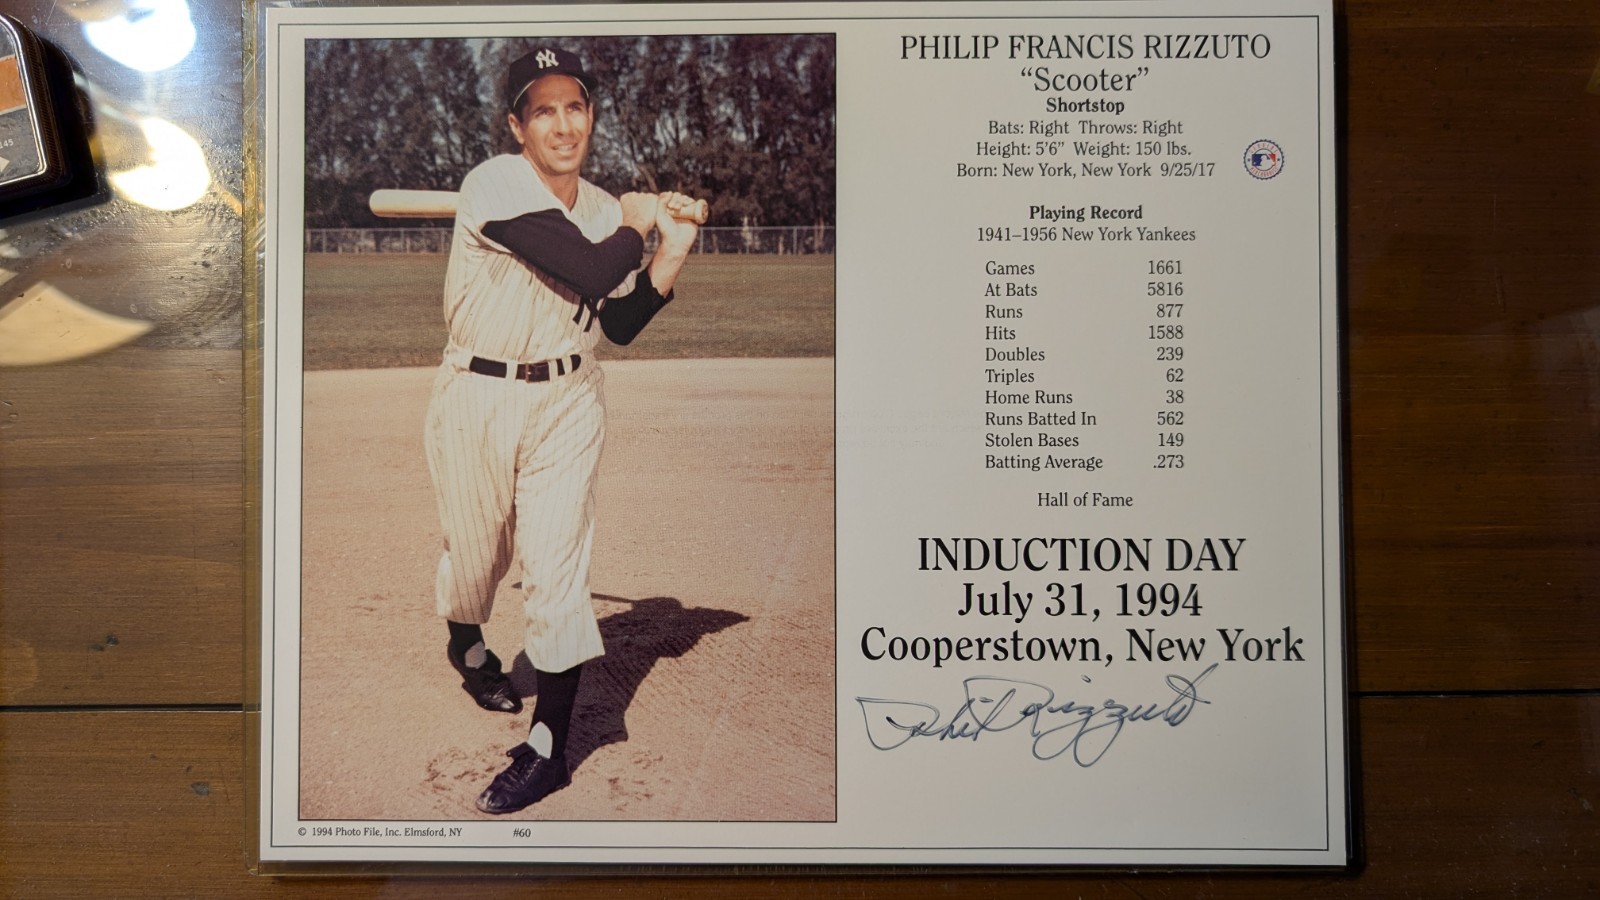 PHILIP FRANCIS RIZZUTO
“Scooter”
Shortstop
Bats: Right Throws: Right
Height: 5’6” Weight: 150 lbs.
Born: New York, New York 9/25/17
Playing Record
1941–1956 New York Yankees
Games 1661
At Bats 5816
Runs 877
Hits 1588
Doubles 239
Triples 62
Home Runs 38
Runs Batted In 562
Stolen Bases 149
Batting Average .273
Hall of Fame
INDUCTION DAY
July 31, 1994
Cooperstown, New York
Phil Rizzuto
© 1994 Photo File, Inc. Elmsford, NY #60
NY
145